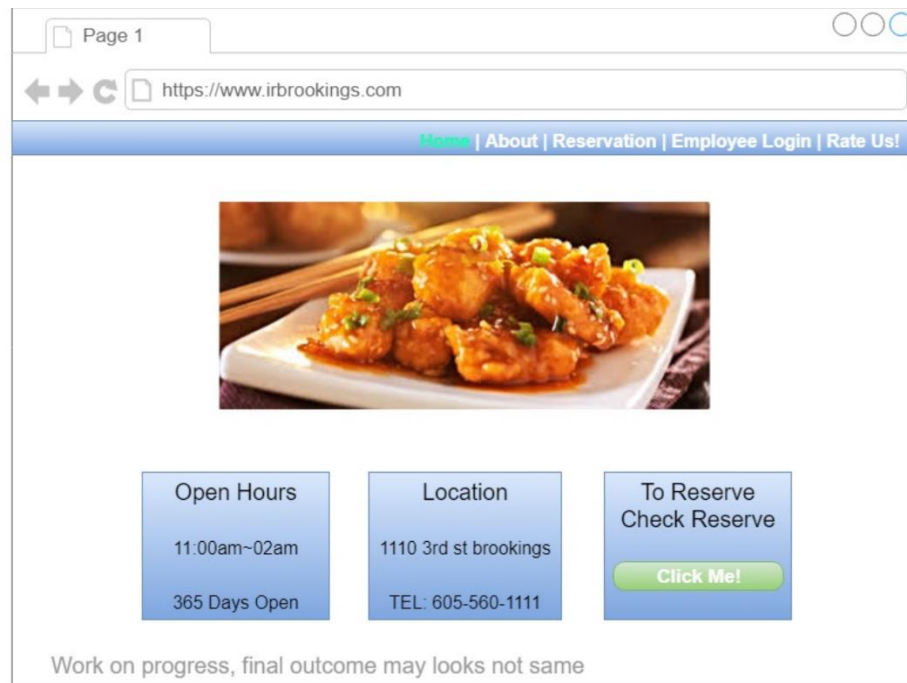 Page 1
https://www.irbrookings.com
Home | About | Reservation | Employee Login | Rate Us!
Open Hours
11:00am~02am
365 Days Open
Location
1110 3rd st brookings
TEL: 605-560-1111
To Reserve
Check Reserve
Click Me!
Work on progress, final outcome may looks not same